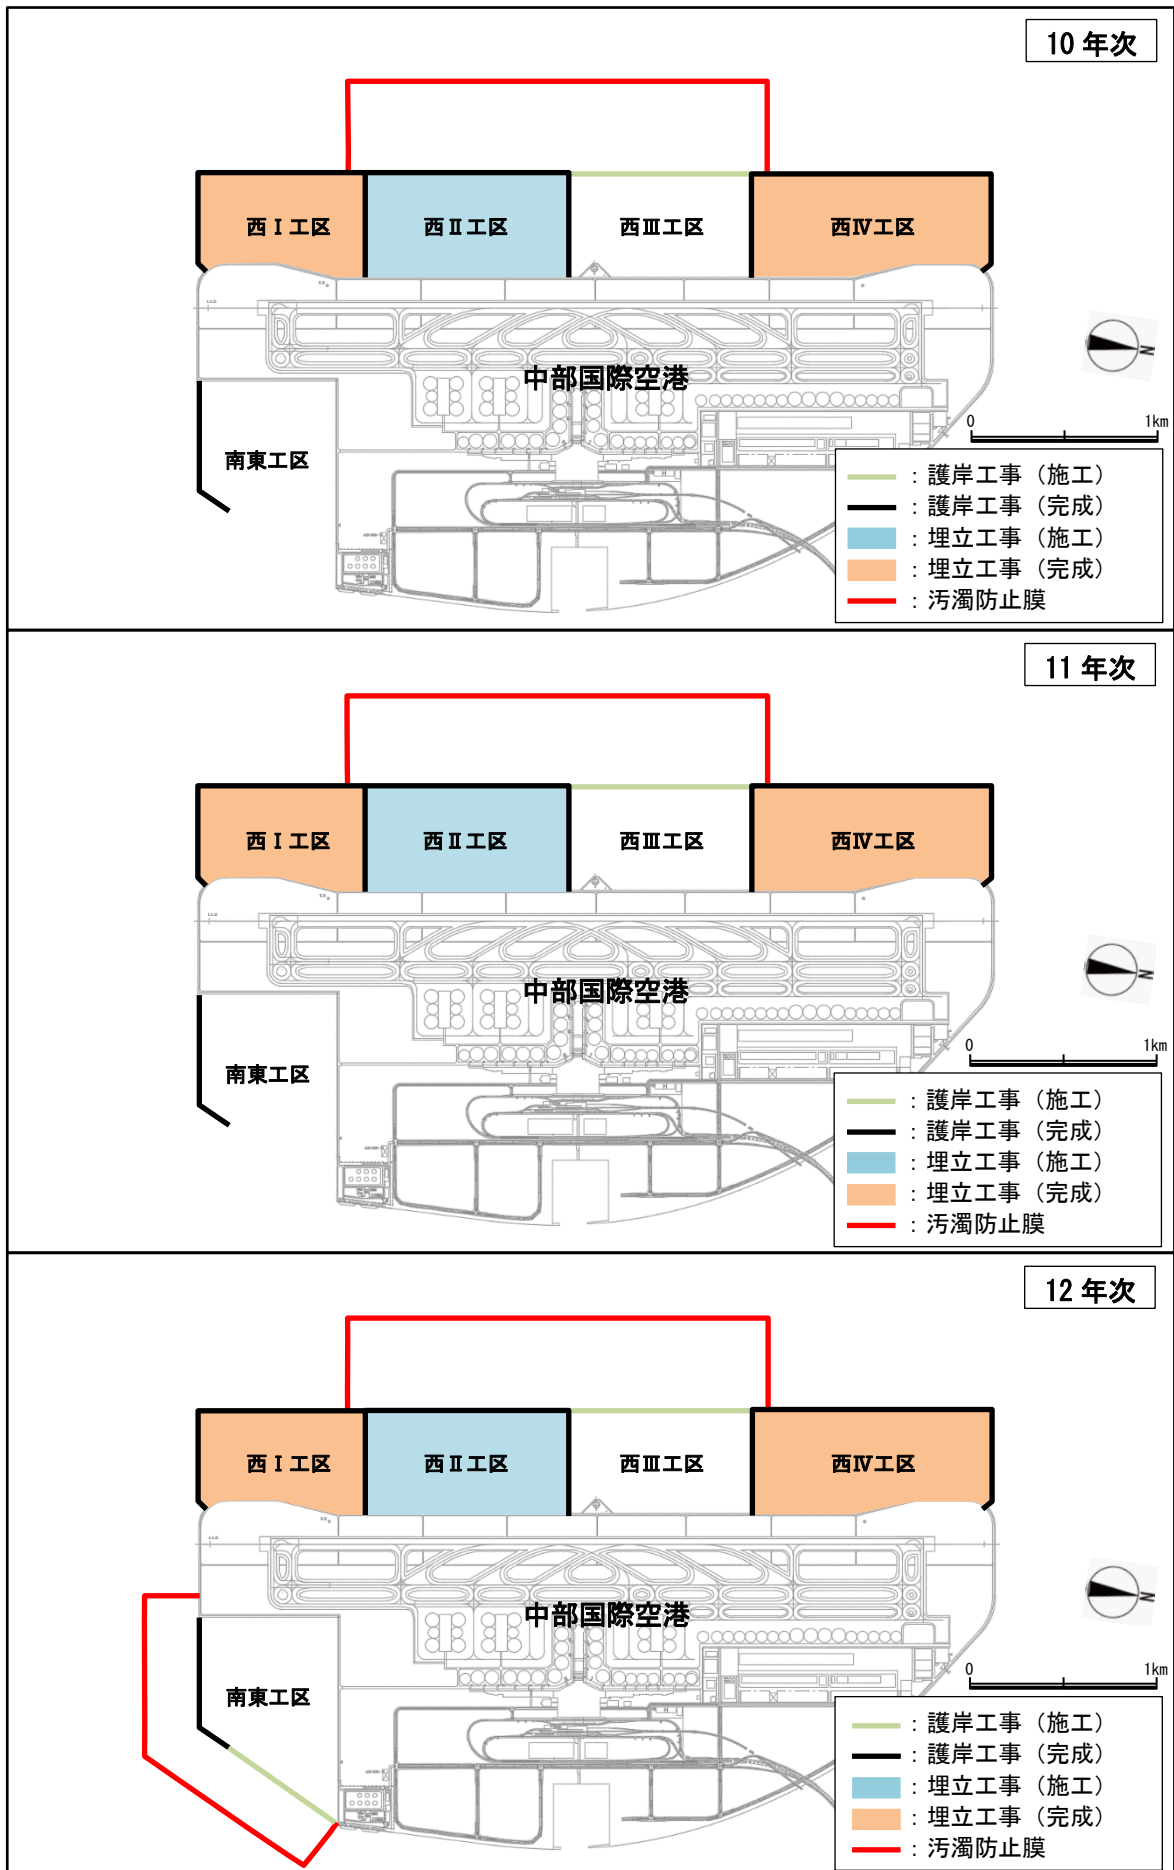 10 年次
西Ⅰ工区
西Ⅱ工区
西Ⅲ工区
西Ⅳ工区
中部国際空港
南東工区
N
0 1km
：護岸工事（施工）
：護岸工事（完成）
：埋立工事（施工）
：埋立工事（完成）
：汚濁防止膜
11 年次
西Ⅰ工区
西Ⅱ工区
西Ⅲ工区
西Ⅳ工区
中部国際空港
南東工区
N
0 1km
：護岸工事（施工）
：護岸工事（完成）
：埋立工事（施工）
：埋立工事（完成）
：汚濁防止膜
12 年次
西Ⅰ工区
西Ⅱ工区
西Ⅲ工区
西Ⅳ工区
中部国際空港
南東工区
N
0 1km
：護岸工事（施工）
：護岸工事（完成）
：埋立工事（施工）
：埋立工事（完成）
：汚濁防止膜